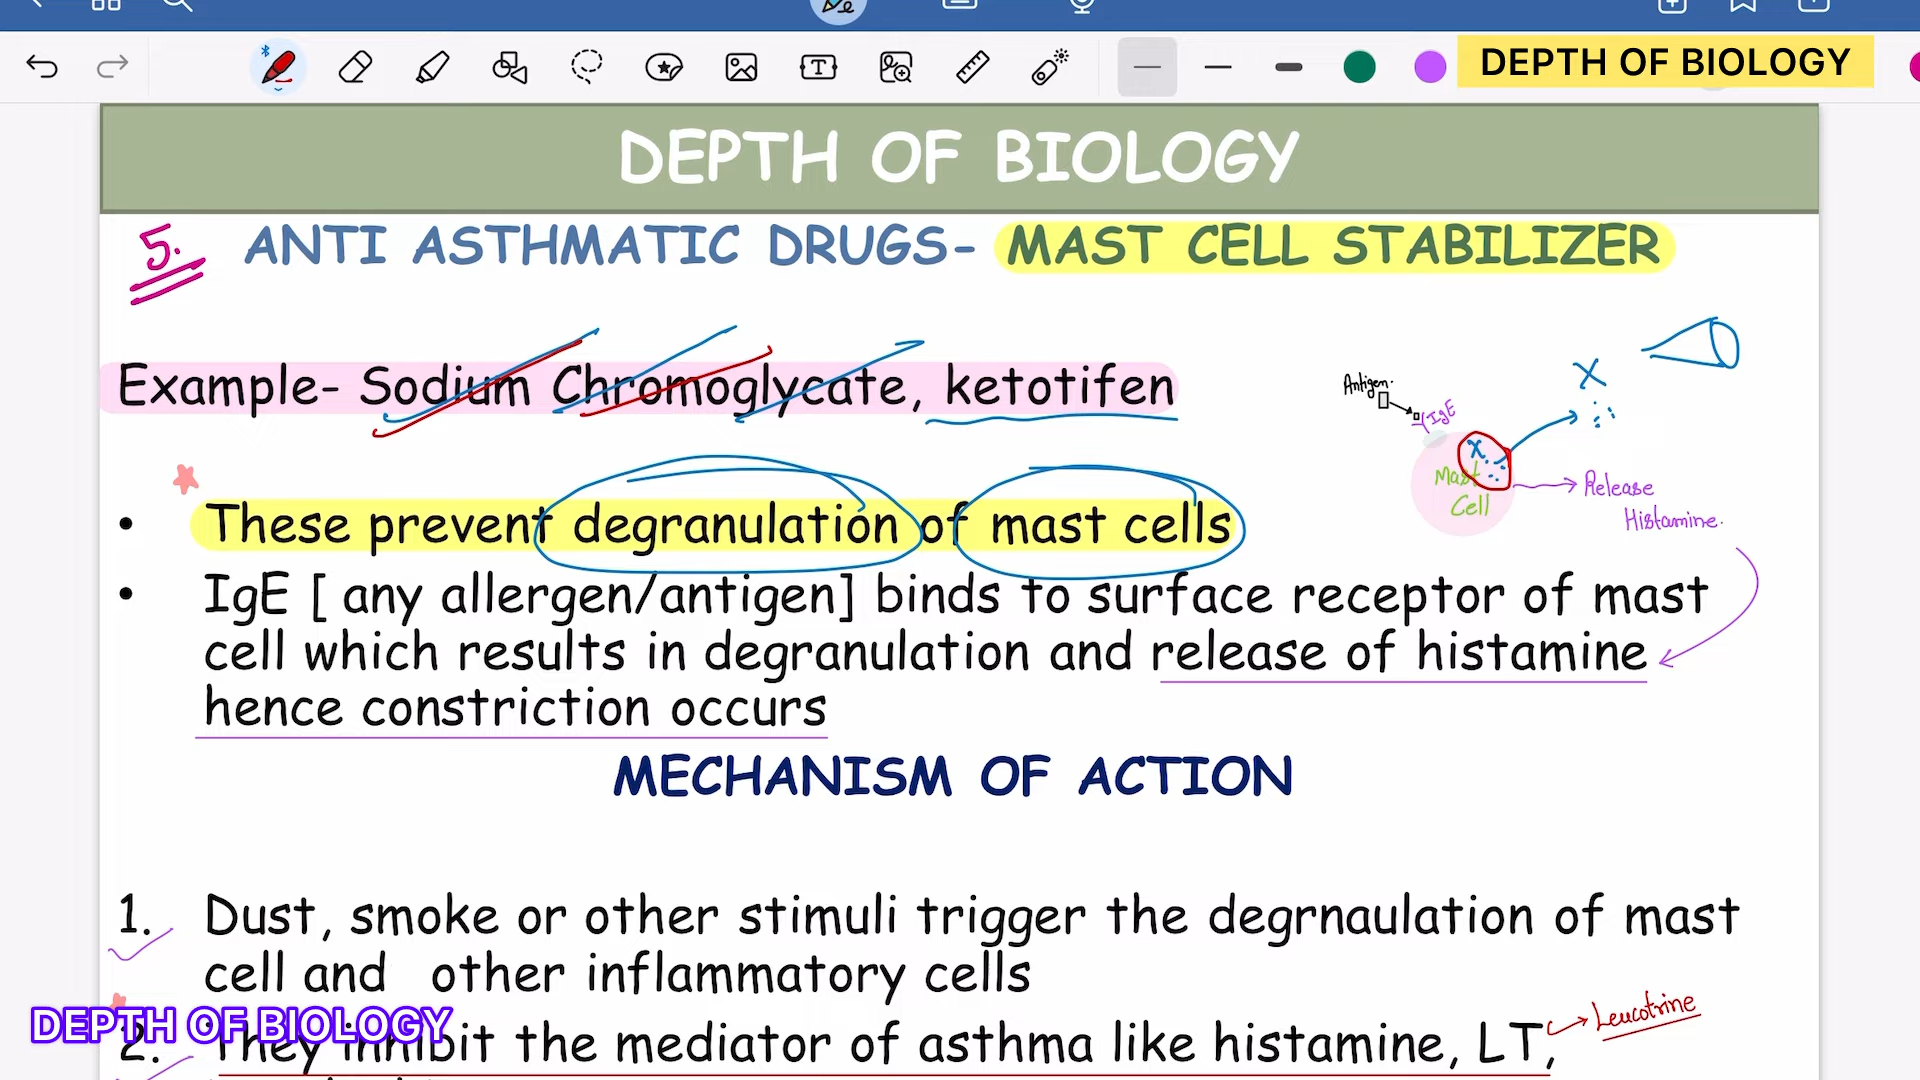 DEPTH OF BIOLOGY
DEPTH OF BIOLOGY
5. ANTI ASTHMATIC DRUGS- MAST CELL STABILIZER
Example- Sodium Chromoglycate, ketotifen
X
Antigen.
IgE
X
Mast
Cell
Release
Histamine.
• These prevent degranulation of mast cells
• IgE [ any allergen/antigen] binds to surface receptor of mast
cell which results in degranulation and release of histamine
hence constriction occurs
MECHANISM OF ACTION
1. Dust, smoke or other stimuli trigger the degrnaulation of mast
cell and other inflammatory cells
Leucotrine
2. They inhibit the mediator of asthma like histamine, LT,
DEPTH OF BIOLOGY